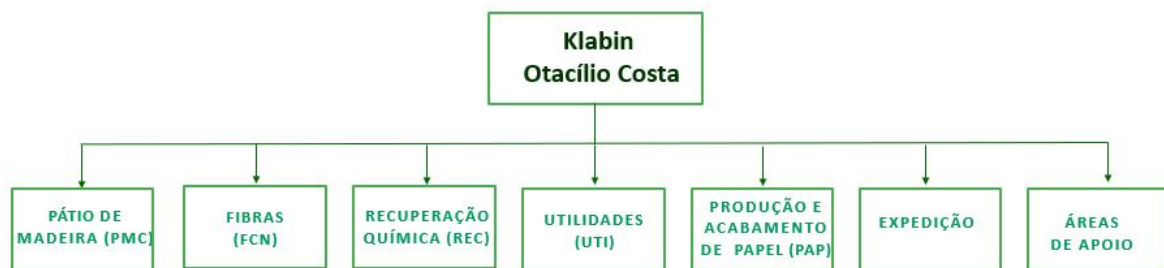 Klabin
Otacílio Costa
PÁTIO DE
MADEIRA (PMC)
FIBRAS
(FCN)
RECUPERAÇÃO
QUÍMICA (REC)
UTILIDADES
(UTI)
PRODUÇÃO E
ACABAMENTO
DE PAPEL (PAP)
EXPEDIÇÃO
ÁREAS
DE APOIO